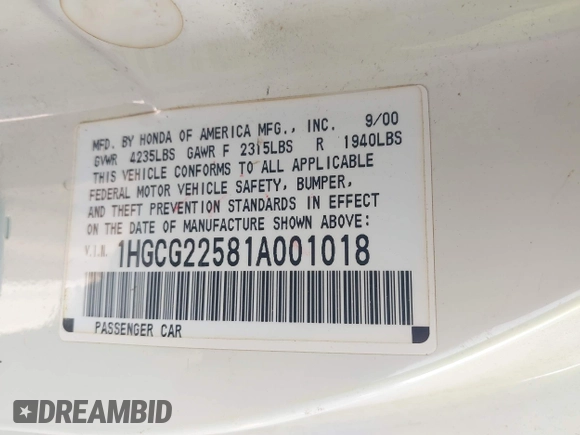 MFD. BY HONDA OF AMERICA MFG., INC. 9/00
GVWR 4235LBS GAWR F 2315LBS R 1940LBS
THIS VEHICLE CONFORMS TO ALL APPLICABLE
FEDERAL MOTOR VEHICLE SAFETY, BUMPER,
AND THEFT PREVENTION STANDARDS IN EFFECT
ON THE DATE OF MANUFACTURE SHOWN ABOVE:
V.I.N. 1HGCG22581A001018
PASSENGER CAR
DREAMBID